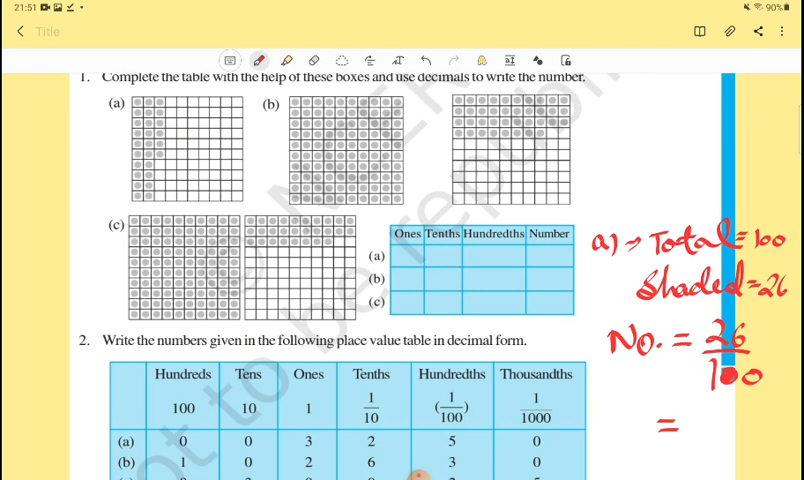 21:51
90%
Title
1. Complete the table with the help of these boxes and use decimals to write the number.
(a) (b)
(c)
Ones Tenths Hundredths Number
(a)
(b)
(c)
a) → Total = 100
Shaded = 26
No. = 26/100
=
2. Write the numbers given in the following place value table in decimal form.
Hundreds Tens Ones Tenths Hundredths Thousandths
100 10 1 1/10 (1/100) 1/1000
(a) 0 0 3 2 5 0
(b) 1 0 2 6 3 0